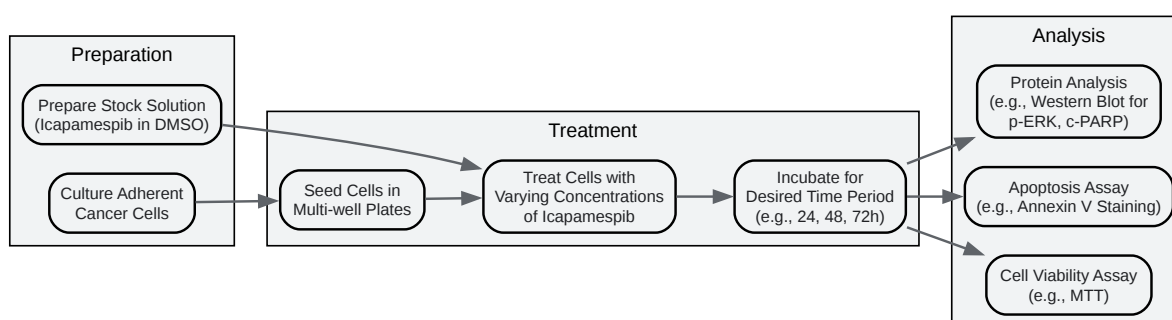 Preparation
Prepare Stock Solution
(Icapamespib in DMSO)
Culture Adherent
Cancer Cells
Treatment
Seed Cells in
Multi-well Plates
Treat Cells with
Varying Concentrations
of Icapamespib
Incubate for
Desired Time Period
(e.g., 24, 48, 72h)
Analysis
Protein Analysis
(e.g., Western Blot for
p-ERK, c-PARP)
Apoptosis Assay
(e.g., Annexin V Staining)
Cell Viability Assay
(e.g., MTT)